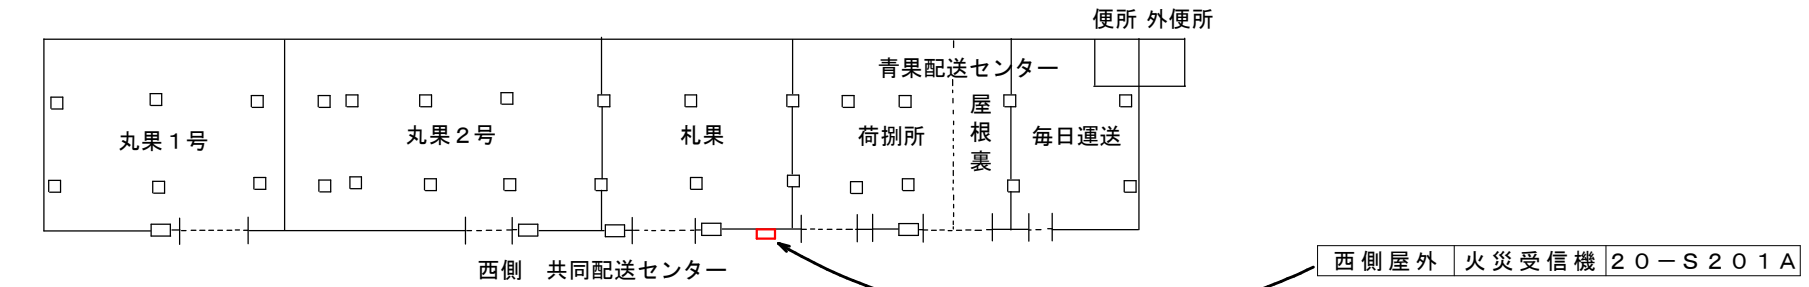 便所 外便所
青果配送センター
丸果１号
丸果２号
札果
荷捌所
屋根裏
毎日運送
西側　共同配送センター
西側屋外 火災受信機 ２０－Ｓ２０１Ａ